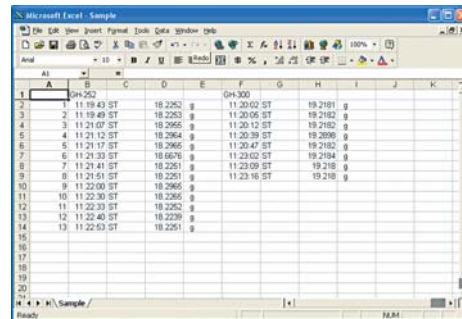 Microsoft Excel - Sample
File Edit View Insert Format Tools Data Window Help
100%
Arial 10 B I U Redo $ %
A1 =
A B C D E F G H I J K
1 GH-252 GH-300
2 1 11:19:43 ST 18.2252 g 11:20:02 ST 19.2181 g
3 2 11:19:49 ST 18.2253 g 11:20:05 ST 19.2182 g
4 3 11:21:07 ST 18.2955 g 11:20:12 ST 19.2182 g
5 4 11:21:12 ST 18.2964 g 11:20:39 ST 19.2898 g
6 5 11:21:17 ST 18.2965 g 11:20:47 ST 19.2182 g
7 6 11:21:33 ST 18.6676 g 11:23:02 ST 19.2184 g
8 7 11:21:41 ST 18.2251 g 11:23:09 ST 19.218 g
9 8 11:21:51 ST 18.2251 g 11:23:16 ST 19.218 g
10 9 11:22:00 ST 18.2965 g
11 10 11:22:30 ST 18.2265 g
12 11 11:22:33 ST 18.2252 g
13 12 11:22:40 ST 18.2239 g
14 13 11:22:53 ST 18.2251 g
15
16
17
18
19
20
Sample
Ready NUM